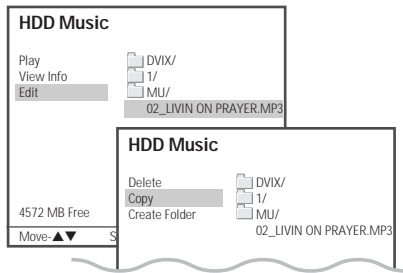 HDD Music
Play
View Info
Edit
DVIX/
1/
MU/
02_LIVIN ON PRAYER.MP3
4572 MB Free
Move-▲▼ S
HDD Music
Delete
Copy
Create Folder
DVIX/
1/
MU/
02_LIVIN ON PRAYER.MP3